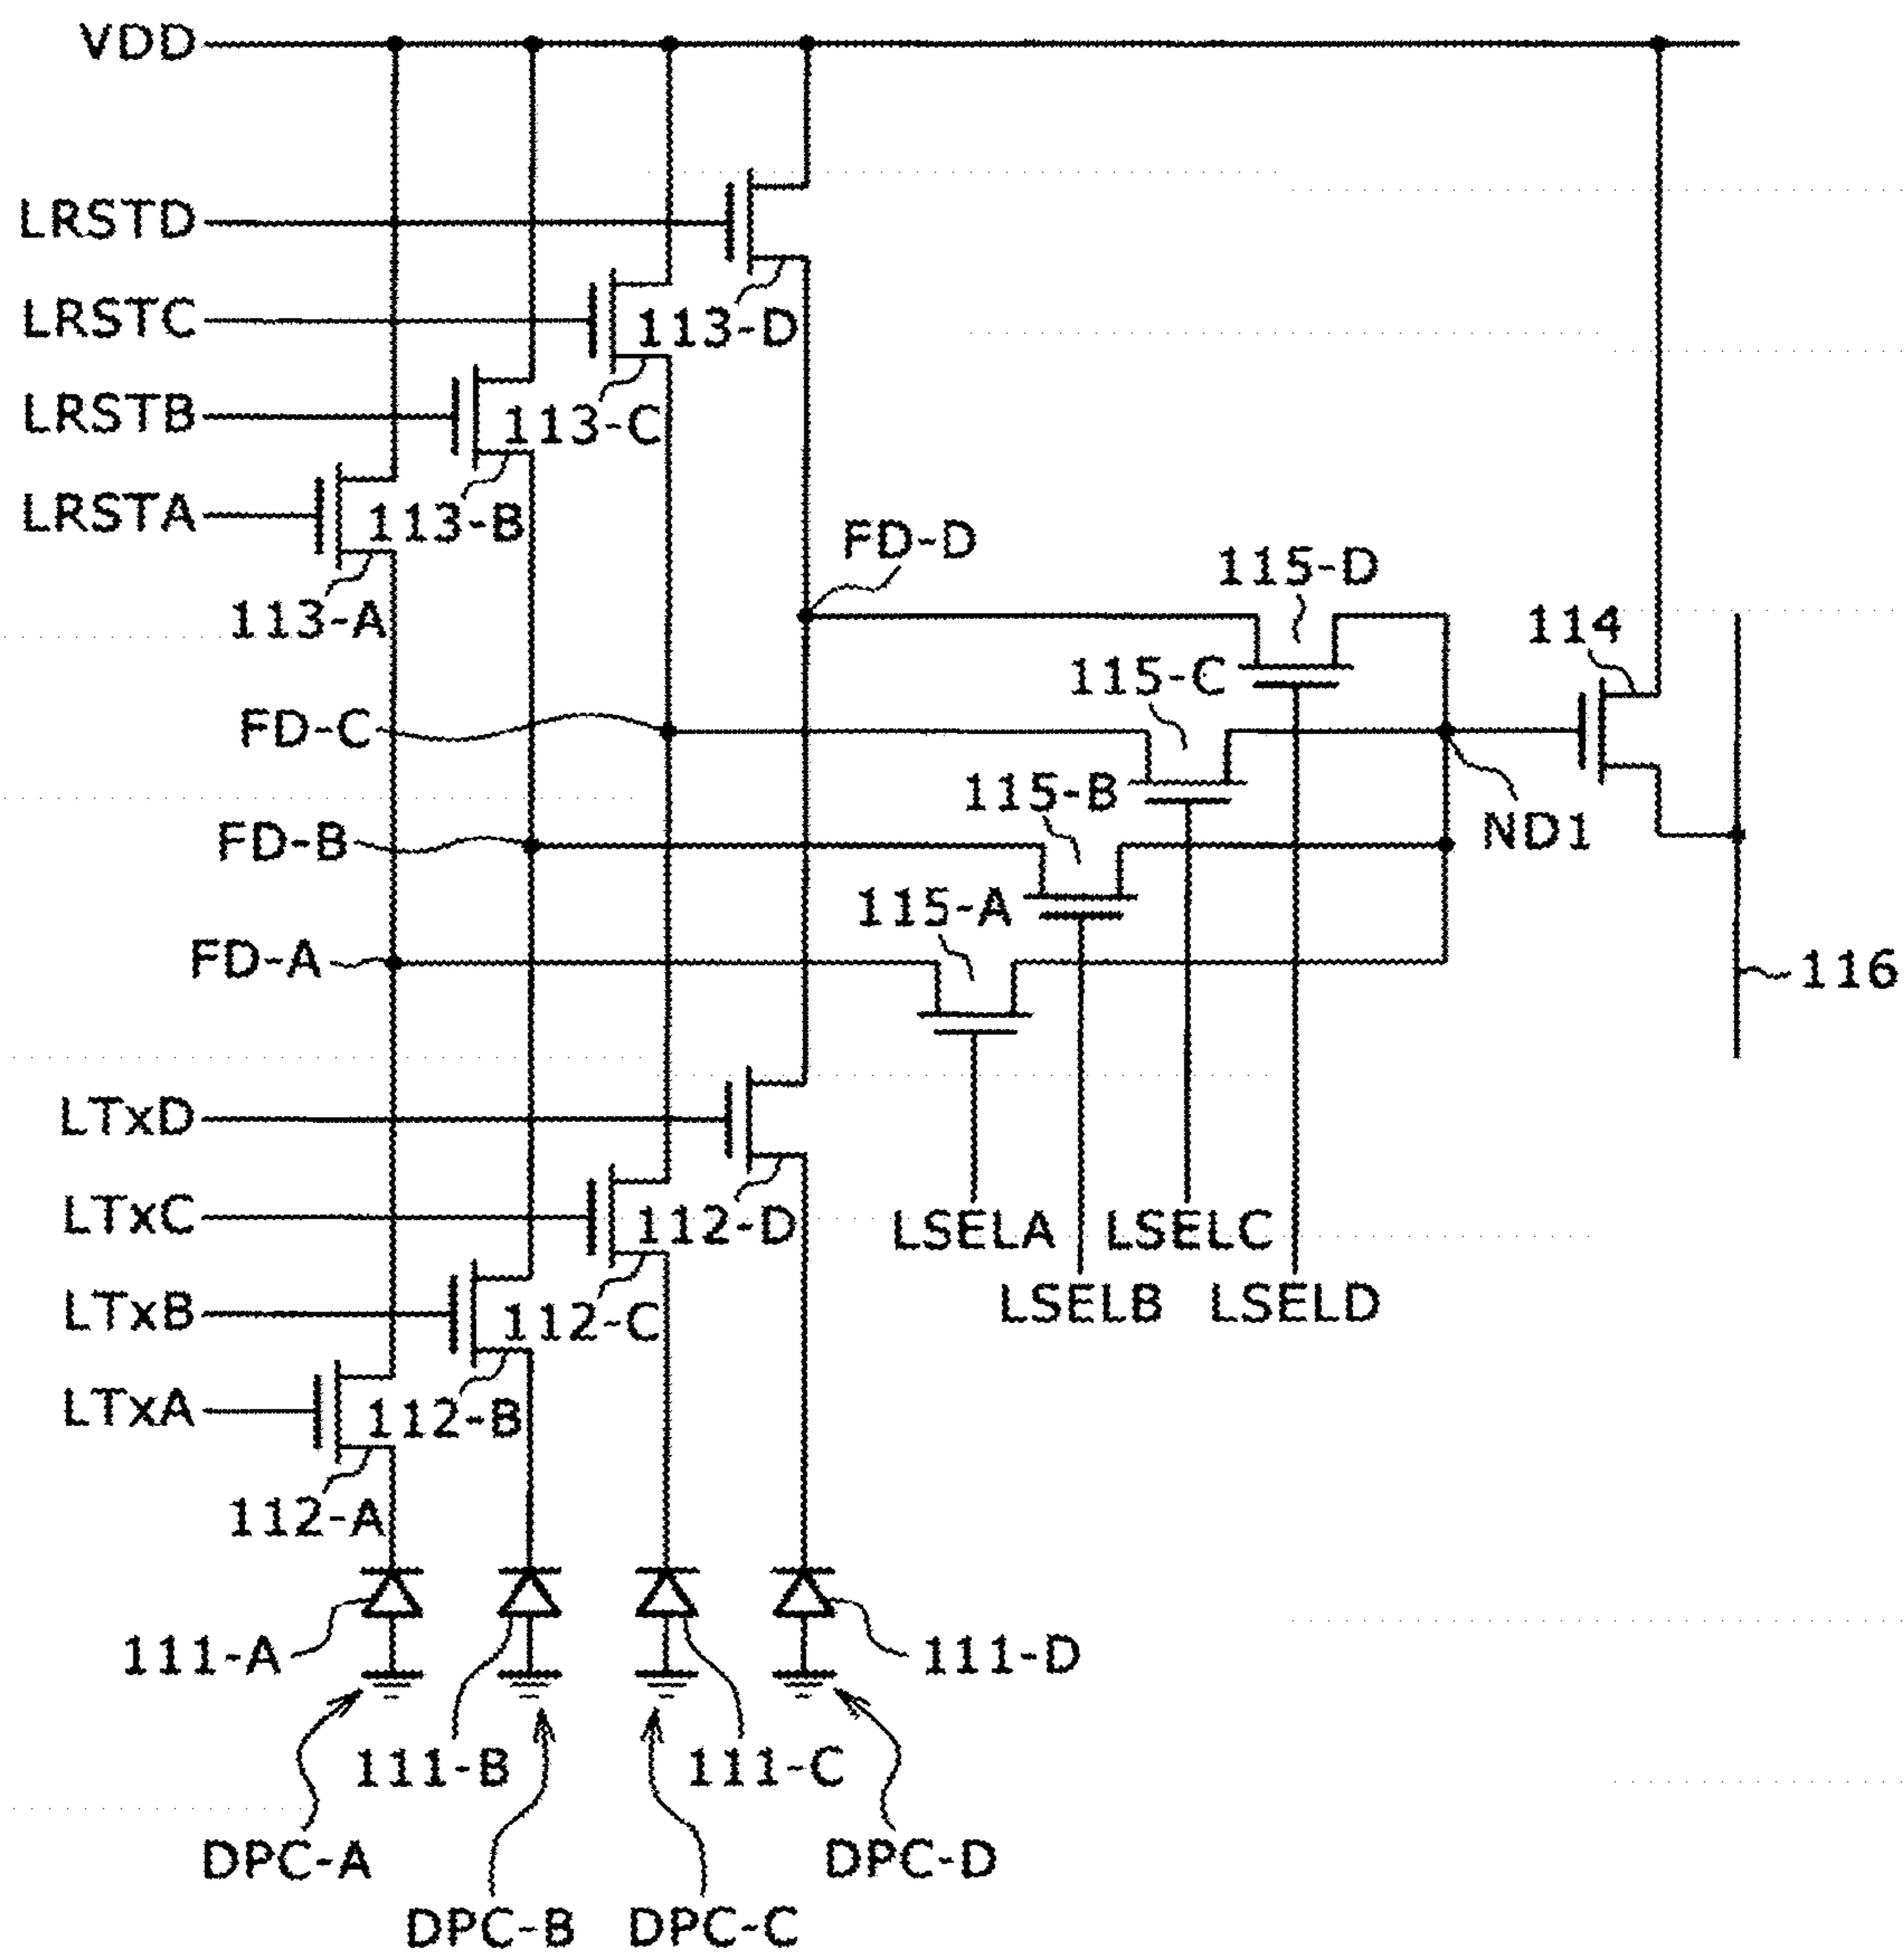 VDD
LRSTD
113-D
LRSTC
113-C
LRSTB
113-B
LRSTA
113-A
FD-D
115-D
114
115-C
FD-C
115-B
ND1
FD-B
115-A
FD-A
116
LTxD
112-D
LTxC
112-C
LTxB
112-B
LTxA
112-A
LSELA
LSELC
LSELB
LSELD
111-A
111-D
111-B
111-C
DPC-A
DPC-D
DPC-B
DPC-C